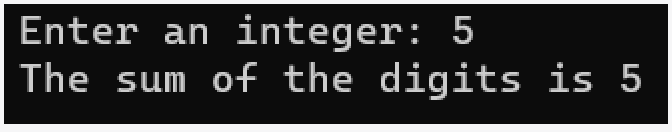 Enter an integer: 5
The sum of the digits is 5